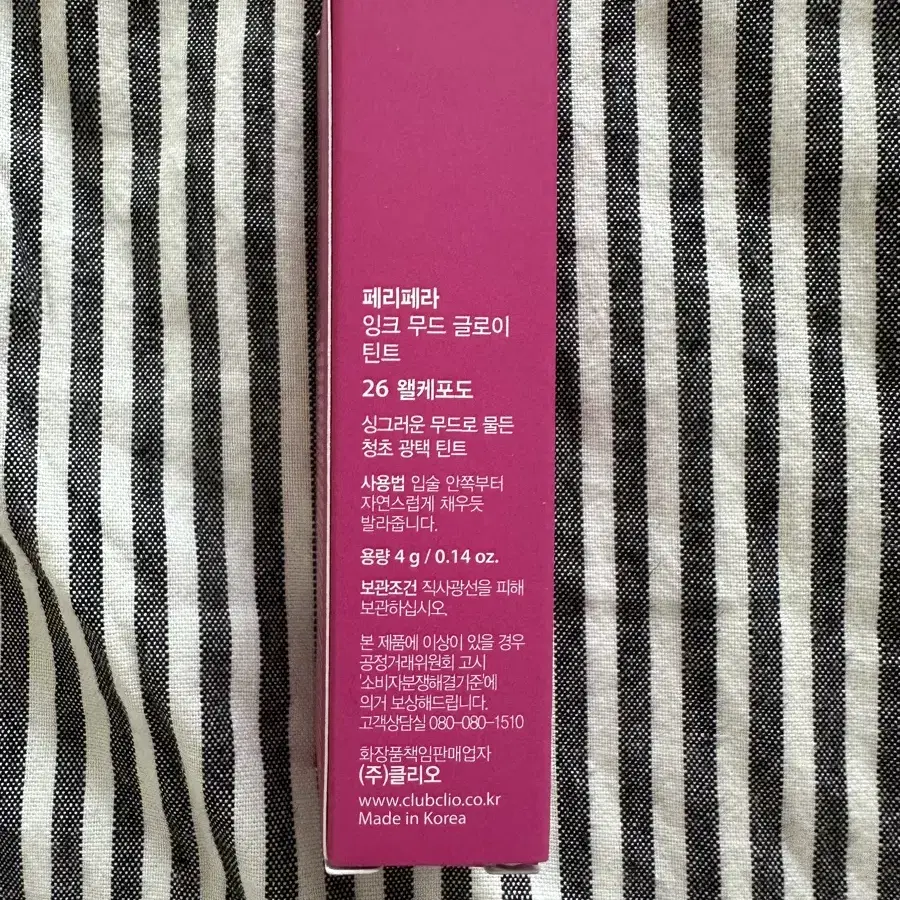 페리페라
잉크 무드 글로이
틴트
26 왤케포도
싱그러운 무드로 물든
청초 광택 틴트
사용법 입술 안쪽부터
자연스럽게 채우듯
발라줍니다.
용량 4 g / 0.14 oz.
보관조건 직사광선을 피해
보관하십시오.
본 제품에 이상이 있을 경우
공정거래위원회 고시
'소비자분쟁해결기준'에
의거 보상해드립니다.
고객상담실 080-080-1510
화장품책임판매업자
(주)클리오
www.clubclio.co.kr
Made in Korea